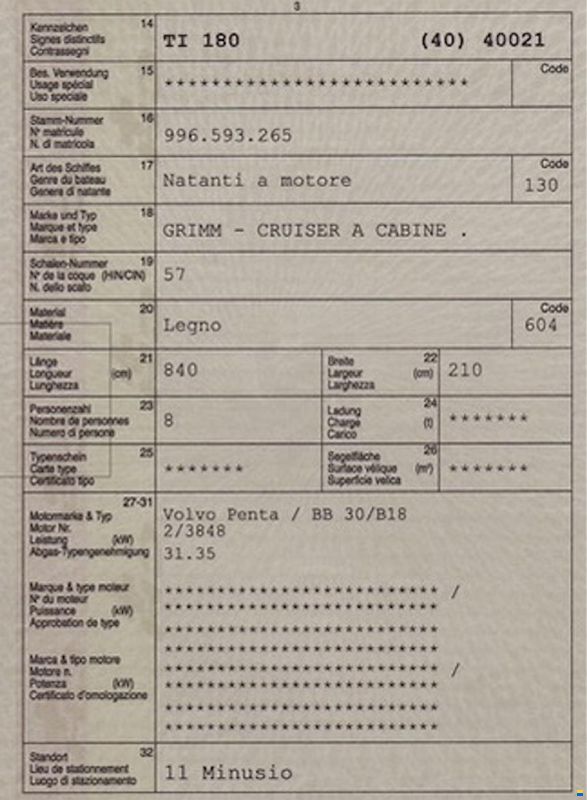 3
Kennzeichen 14
Signes distinctifs
Contrassegni
TI 180 (40) 40021
Bes. Verwendung 15
Usage spécial
Uso speciale
**************************
Code
Stamm-Nummer 16
Nº matricule
N. di matricola
996.593.265
Art des Schiffes 17
Genre du bateau
Genere di natante
Natanti a motore
Code
130
Marke und Typ 18
Marque et type
Marca e tipo
GRIMM - CRUISER A CABINE .
Schalen-Nummer 19
Nº de la coque (HIN/CIN)
N. dello scafo
57
Material 20
Matière
Materiale
Legno
Code
604
Länge 21
Longueur (cm)
Lunghezza
840
Breite 22
Largeur (cm)
Larghezza
210
Personenzahl 23
Nombre de personnes
Numero di persone
8
Ladung 24
Charge (t)
Carico
*******
Typenschein 25
Carte type
Certificato tipo
*******
Segelfläche 26
Surface vélique (m²)
Superficie velica
*******
27-31
Motormarke & Typ
Motor Nr.
Leistung (kW)
Abgas-Typengenehmigung
Volvo Penta / BB 30/B18
2/3848
31.35
Marque & type moteur
Nº du moteur
Puissance (kW)
Approbation de type
************************** /
**************************
**************************
**************************
Marca & tipo motore
Motore n.
Potenza (kW)
Certificato d'omologazione
************************** /
**************************
**************************
**************************
Standort 32
Lieu de stationnement
Luogo di stazionamento
11 Minusio